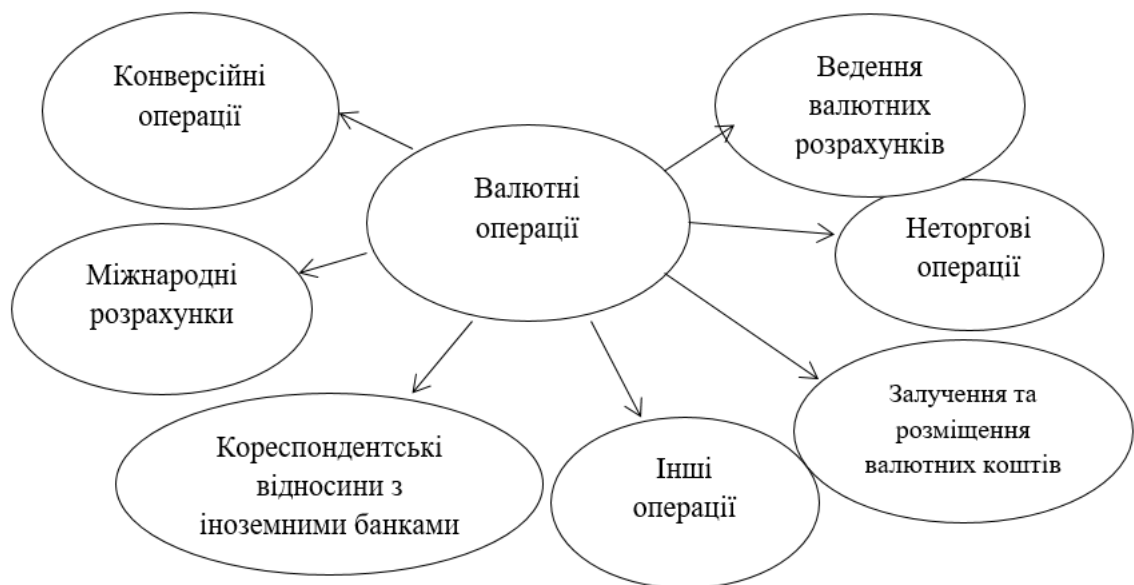 Конверсійні
операції
Ведення
валютних
розрахунків
Валютні
операції
Неторгові
операції
Міжнародні
розрахунки
Залучення та
розміщення
валютних коштів
Кореспондентські
відносини з
іноземними банками
Інші
операції